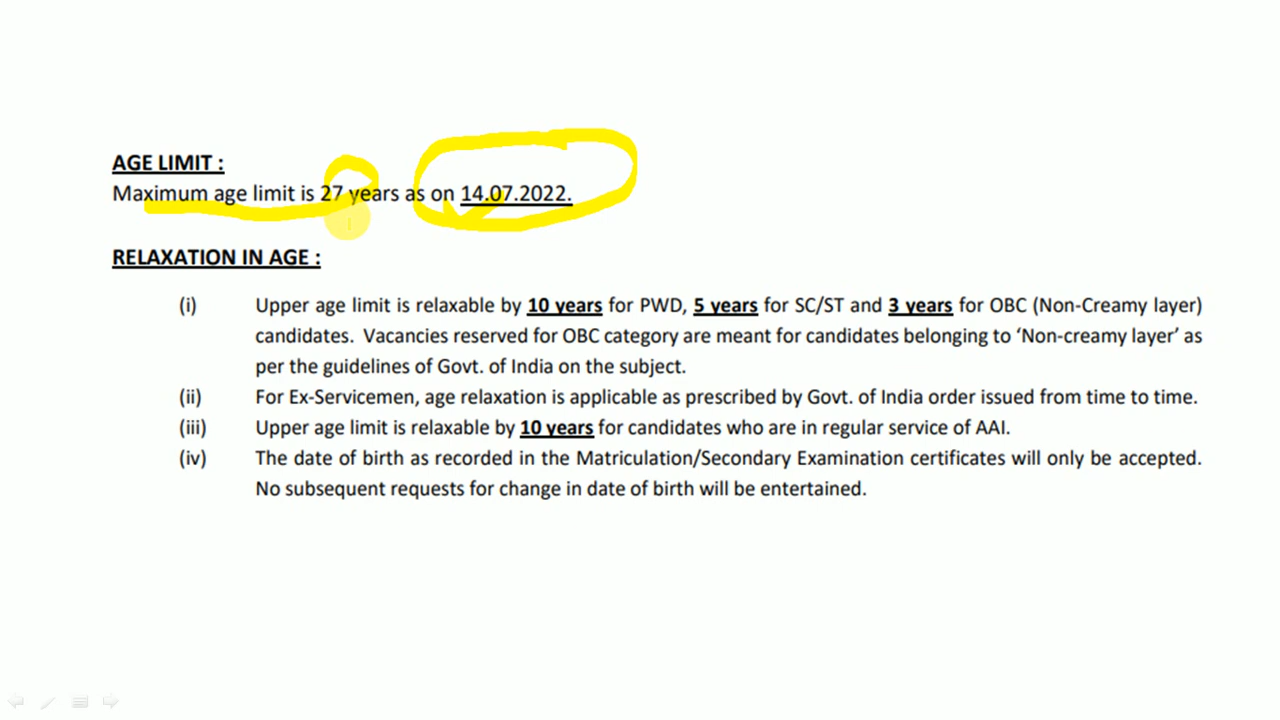 AGE LIMIT :
Maximum age limit is 27 years as on 14.07.2022.
RELAXATION IN AGE :
(i) Upper age limit is relaxable by 10 years for PWD, 5 years for SC/ST and 3 years for OBC (Non-Creamy layer)
candidates. Vacancies reserved for OBC category are meant for candidates belonging to ‘Non-creamy layer’ as
per the guidelines of Govt. of India on the subject.
(ii) For Ex-Servicemen, age relaxation is applicable as prescribed by Govt. of India order issued from time to time.
(iii) Upper age limit is relaxable by 10 years for candidates who are in regular service of AAI.
(iv) The date of birth as recorded in the Matriculation/Secondary Examination certificates will only be accepted.
No subsequent requests for change in date of birth will be entertained.